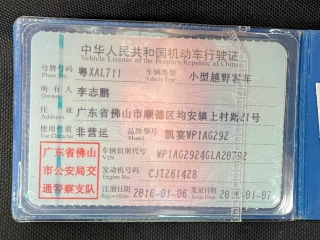 中华人民共和国机动车行驶证
Vehicle License of the People's Republic of China
号牌号码 粤XAL711 车辆类型 小型越野客车
Plate No. Vehicle Type
所有人 李志鹏
Owner
住址 广东省佛山市顺德区均安镇上村路21号
Address
使用性质 非营运 品牌型号 凯宴WP1AG292
Use Character Model
广东省佛山 车辆识别代号 WP1AG2924GLA20792
VIN
市公安局交 发动机号码 CJT261428
Engine No.
通警察支队 注册日期 2016-01-06 发证日期 2016-01-07
Register Date Issue Date